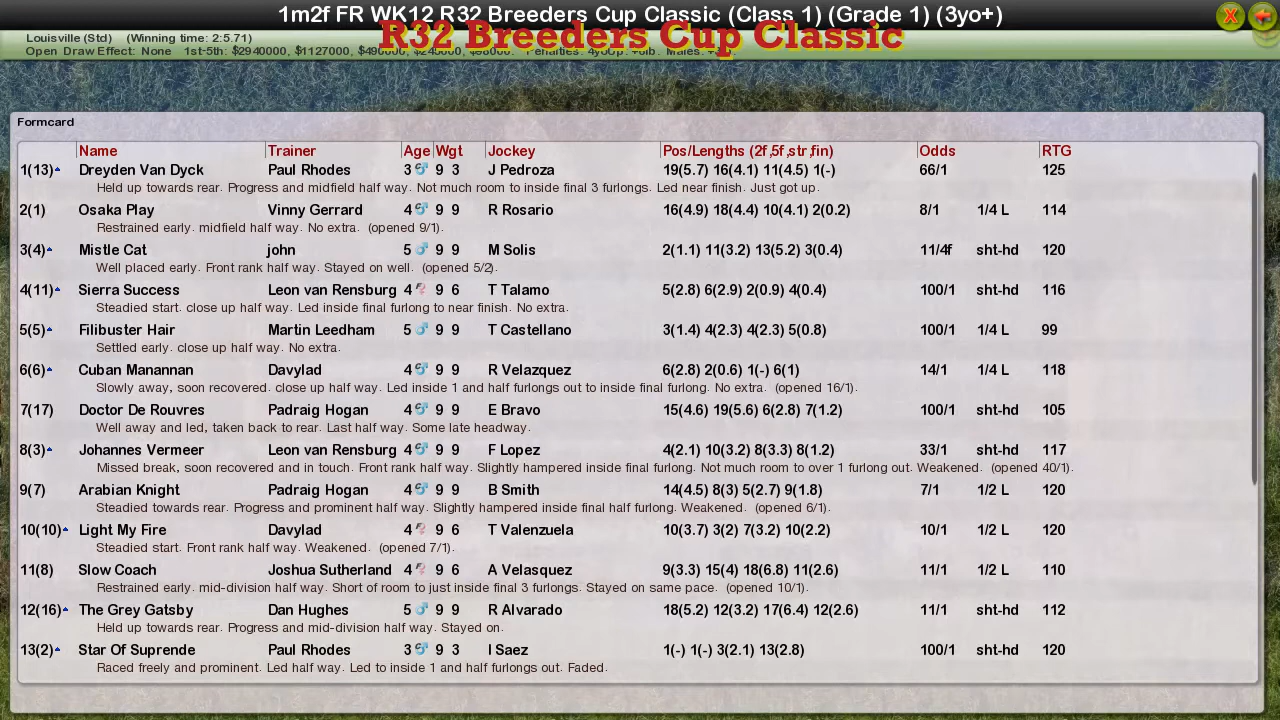 1m2f FR WK12 R32 Breeders Cup Classic (Class 1) (Grade 1) (3yo+)
R32 Breeders Cup Classic
Louisville (Std) (Winning time: 2:5.71)
Open Draw Effect: None 1st-5th: $2940000, $1127000, $490000, $245000, $98000. Penalties: 4yoUp: +6lb. Males:
Formcard
Name Trainer Age Wgt Jockey Pos/Lengths (2f,5f,str,fin) Odds RTG
1(13) Dreyden Van Dyck Paul Rhodes 3 9 3 J Pedroza 19(5.7) 16(4.1) 11(4.5) 1(-) 66/1 125
Held up towards rear. Progress and midfield half way. Not much room to inside final 3 furlongs. Led near finish. Just got up.
2(1) Osaka Play Vinny Gerrard 4 9 9 R Rosario 16(4.9) 18(4.4) 10(4.1) 2(0.2) 8/1 1/4 L 114
Restrained early. midfield half way. No extra. (opened 9/1).
3(4) Mistle Cat john 5 9 9 M Solis 2(1.1) 11(3.2) 13(5.2) 3(0.4) 11/4f sht-hd 120
Well placed early. Front rank half way. Stayed on well. (opened 5/2).
4(11) Sierra Success Leon van Rensburg 4 9 6 T Talamo 5(2.8) 6(2.9) 2(0.9) 4(0.4) 100/1 sht-hd 116
Steadied start. close up half way. Led inside final furlong to near finish. No extra.
5(5) Filibuster Hair Martin Leedham 5 9 9 T Castellano 3(1.4) 4(2.3) 4(2.3) 5(0.8) 100/1 1/4 L 99
Settled early. close up half way. No extra.
6(6) Cuban Manannan Davylad 4 9 9 R Velazquez 6(2.8) 2(0.6) 1(-) 6(1) 14/1 1/4 L 118
Slowly away, soon recovered. close up half way. Led inside 1 and half furlongs out to inside final furlong. No extra. (opened 16/1).
7(17) Doctor De Rouvres Padraig Hogan 4 9 9 E Bravo 15(4.6) 19(5.6) 6(2.8) 7(1.2) 100/1 sht-hd 105
Well away and led, taken back to rear. Last half way. Some late headway.
8(3) Johannes Vermeer Leon van Rensburg 4 9 9 F Lopez 4(2.1) 10(3.2) 8(3.3) 8(1.2) 33/1 sht-hd 117
Missed break, soon recovered and in touch. Front rank half way. Slightly hampered inside final furlong. Not much room to over 1 furlong out. Weakened. (opened 40/1).
9(7) Arabian Knight Padraig Hogan 4 9 9 B Smith 14(4.5) 8(3) 5(2.7) 9(1.8) 7/1 1/2 L 120
Steadied towards rear. Progress and prominent half way. Slightly hampered inside final half furlong. Weakened. (opened 6/1).
10(10) Light My Fire Davylad 4 9 6 T Valenzuela 10(3.7) 3(2) 7(3.2) 10(2.2) 10/1 1/2 L 120
Steadied start. Front rank half way. Weakened. (opened 7/1).
11(8) Slow Coach Joshua Sutherland 4 9 6 A Velasquez 9(3.3) 15(4) 18(6.8) 11(2.6) 11/1 1/2 L 110
Restrained early. mid-division half way. Short of room to just inside final 3 furlongs. Stayed on same pace. (opened 10/1).
12(16) The Grey Gatsby Dan Hughes 5 9 9 R Alvarado 18(5.2) 12(3.2) 17(6.4) 12(2.6) 11/1 sht-hd 112
Held up towards rear. Progress and mid-division half way. Stayed on.
13(2) Star Of Suprende Paul Rhodes 3 9 3 I Saez 1(-) 1(-) 3(2.1) 13(2.8) 100/1 sht-hd 120
Raced freely and prominent. Led half way. Led to inside 1 and half furlongs out. Faded.